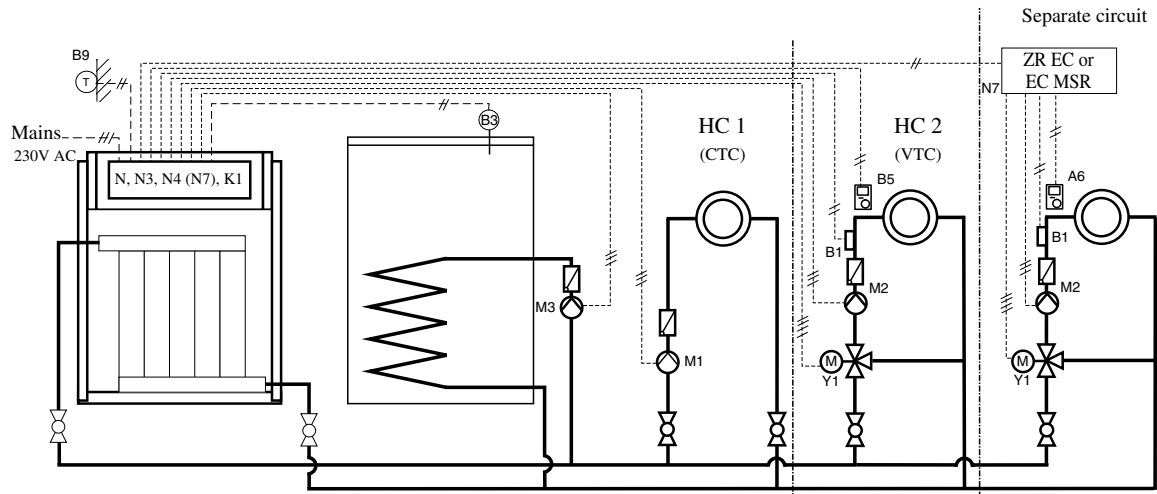 Separate circuit
B9
T
ZR EC or
EC MSR
N7
Mains
230V AC
B3
HC 1
(CTC)
HC 2
(VTC)
N, N3, N4 (N7), K1
B5
A6
B1
B1
M2
M2
M3
M1
M
Y1
M
Y1